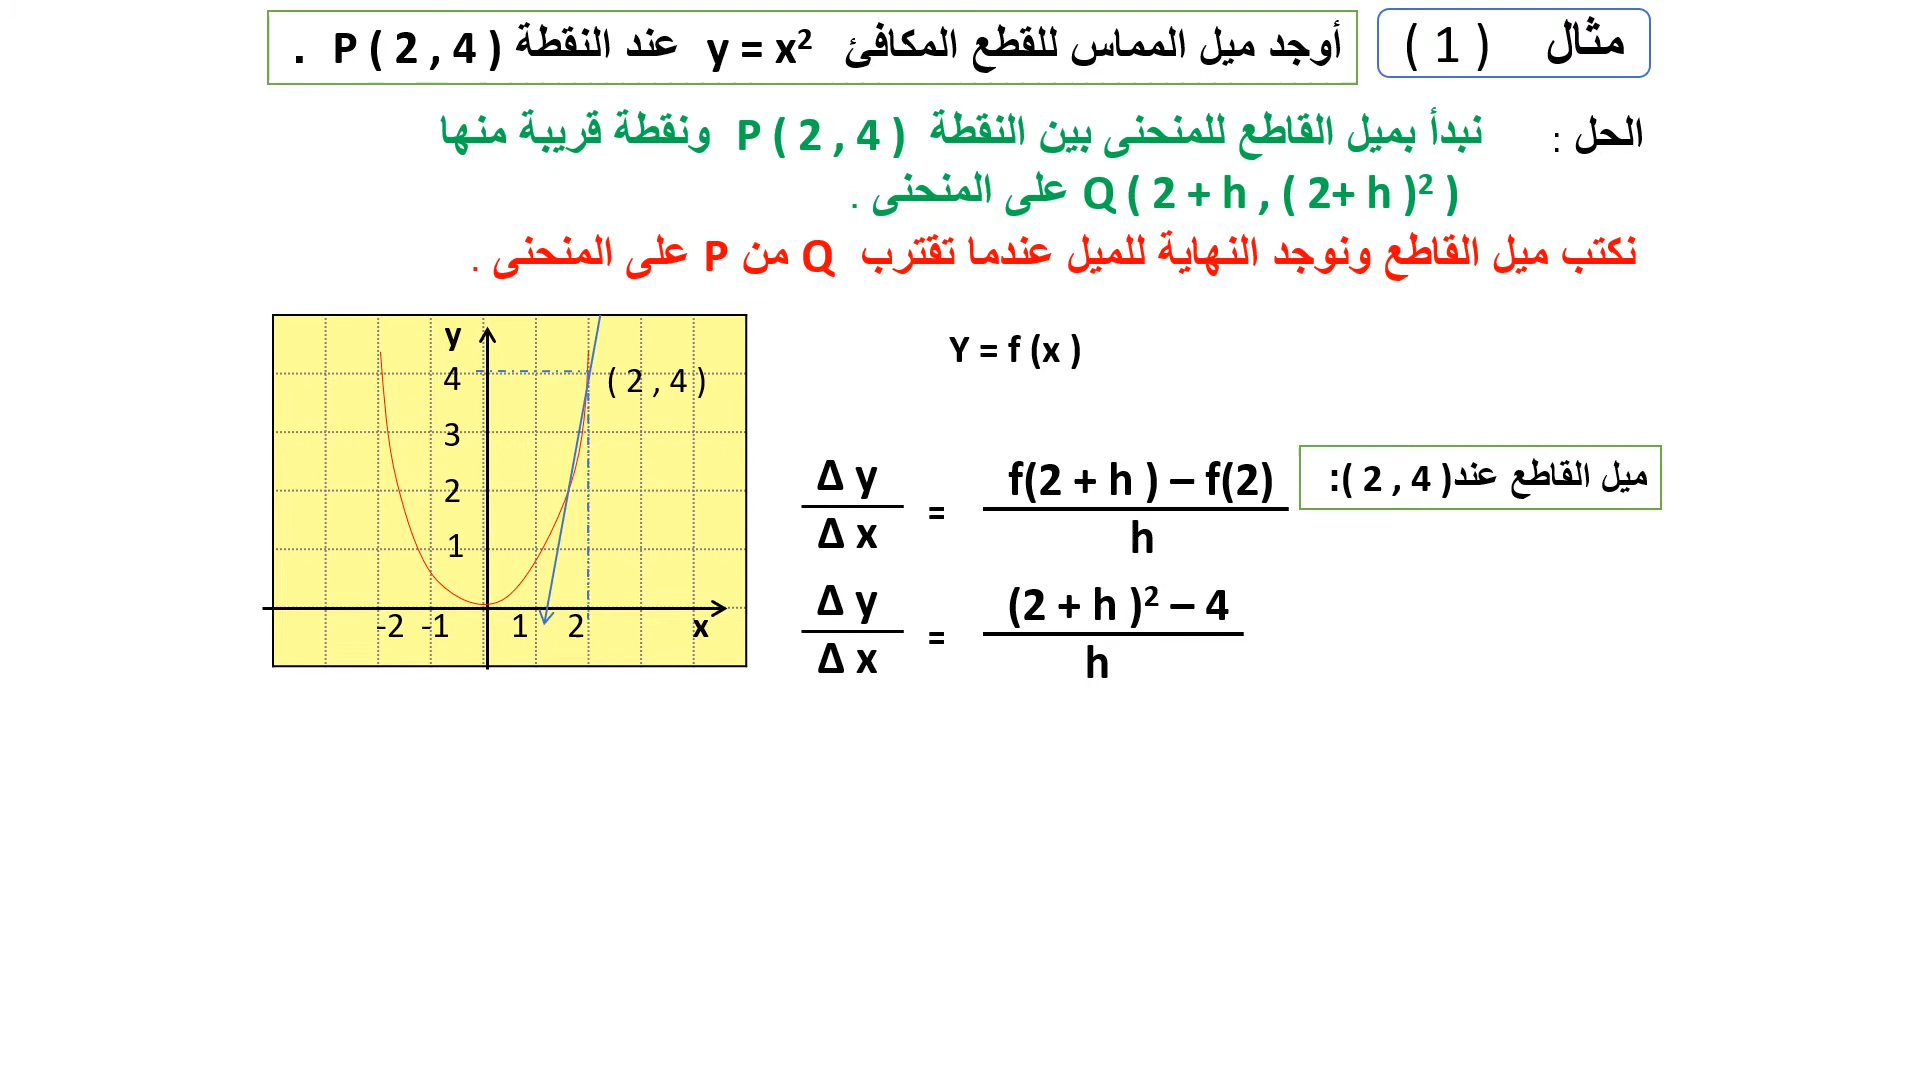 مثال ( 1 )
أوجد ميل المماس للقطع المكافئ y = x² عند النقطة P ( 2 , 4 ) .
الحل : نبدأ بميل القاطع للمنحنى بين النقطة P ( 2 , 4 ) ونقطة قريبة منها
Q ( 2 + h , ( 2+ h )² ) على المنحنى .
نكتب ميل القاطع ونوجد النهاية للميل عندما تقترب Q من P على المنحنى .
Y = f (x )
y
4
( 2 , 4 )
3
2
1
-2 -1 1 2 x
ميل القاطع عند( 2 , 4 ):
Δ y
Δ x
=
f(2 + h ) – f(2)
h
Δ y
Δ x
=
(2 + h )² – 4
h